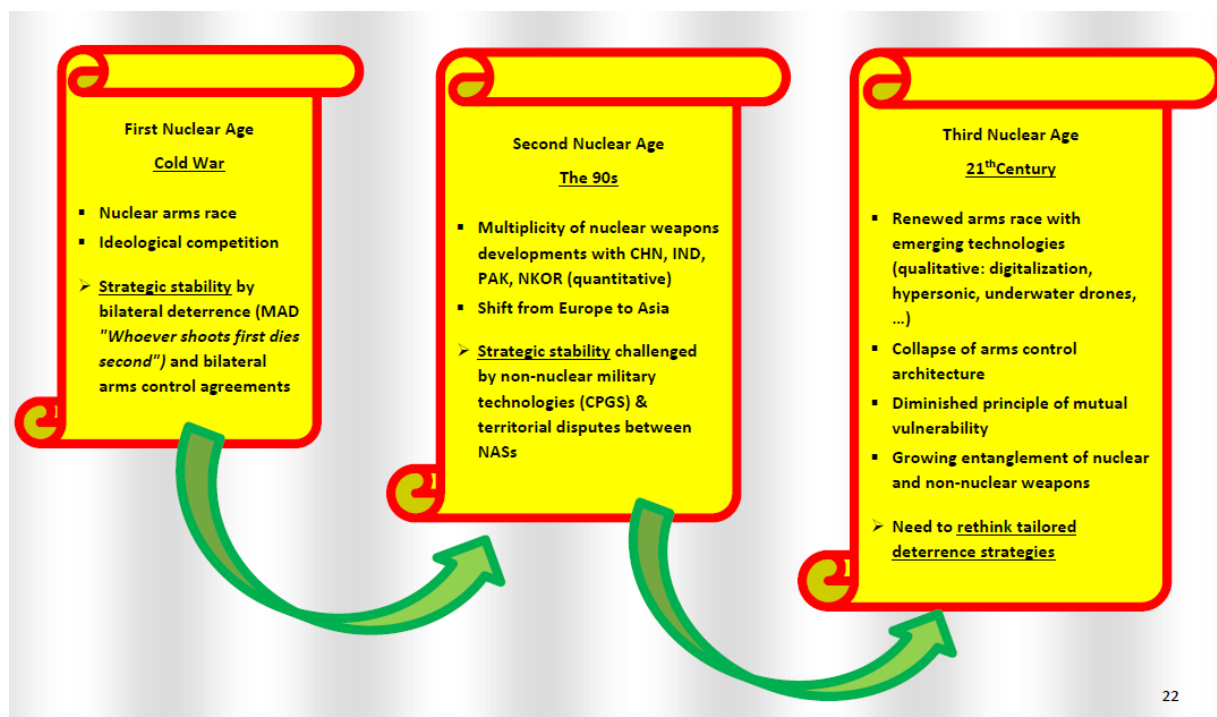 First Nuclear Age
Cold War
▪ Nuclear arms race
▪ Ideological competition
➢ Strategic stability by
bilateral deterrence (MAD
"Whoever shoots first dies
second") and bilateral
arms control agreements
Second Nuclear Age
The 90s
▪ Multiplicity of nuclear weapons
developments with CHN, IND,
PAK, NKOR (quantitative)
▪ Shift from Europe to Asia
➢ Strategic stability challenged
by non-nuclear military
technologies (CPGS) &
territorial disputes between
NASs
Third Nuclear Age
21thCentury
▪ Renewed arms race with
emerging technologies
(qualitative: digitalization,
hypersonic, underwater drones,
...)
▪ Collapse of arms control
architecture
▪ Diminished principle of mutual
vulnerability
▪ Growing entanglement of nuclear
and non-nuclear weapons
➢ Need to rethink tailored
deterrence strategies
22